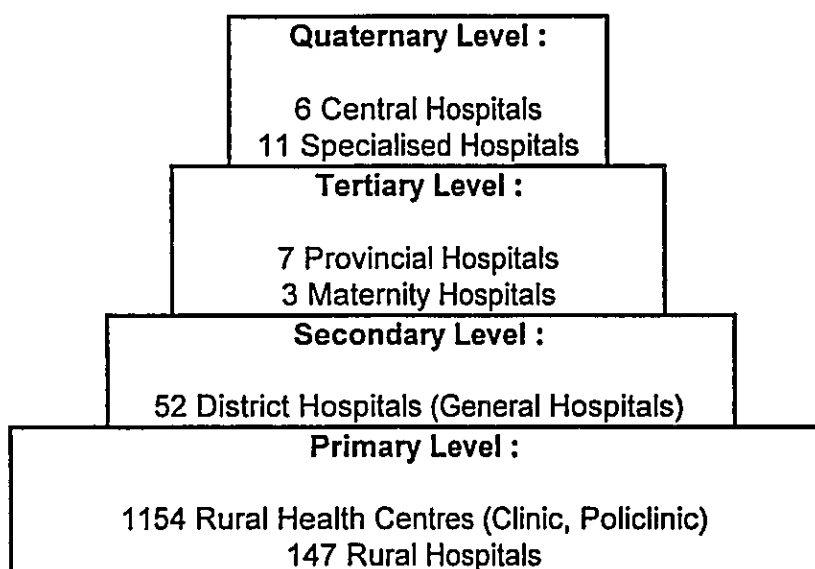 Quaternary Level :
6 Central Hospitals
11 Specialised Hospitals
Tertiary Level :
7 Provincial Hospitals
3 Maternity Hospitals
Secondary Level :
52 District Hospitals (General Hospitals)
Primary Level :
1154 Rural Health Centres (Clinic, Policlinic)
147 Rural Hospitals